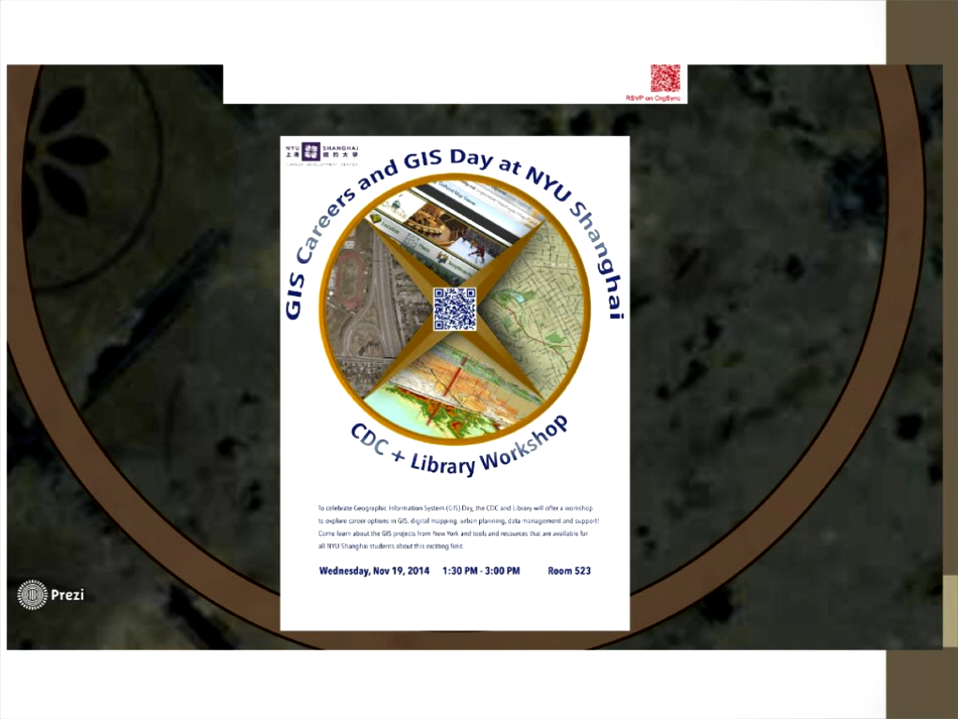 RSVP on OrgSync
NYU SHANGHAI
上海 纽约大学
CAREER DEVELOPMENT CENTER
GIS Careers and GIS Day at NYU Shanghai
Location
CDC + Library Workshop
To celebrate Geographic Information System (GIS) Day, the CDC and Library will offer a workshop
to explore career options in GIS, digital mapping, urban planning, data management and support!
Come learn about the GIS projects from New York and tools and resources that are available for
all NYU Shanghai students about this exciting field.
Wednesday, Nov 19, 2014 1:30 PM - 3:00 PM Room 523
Prezi